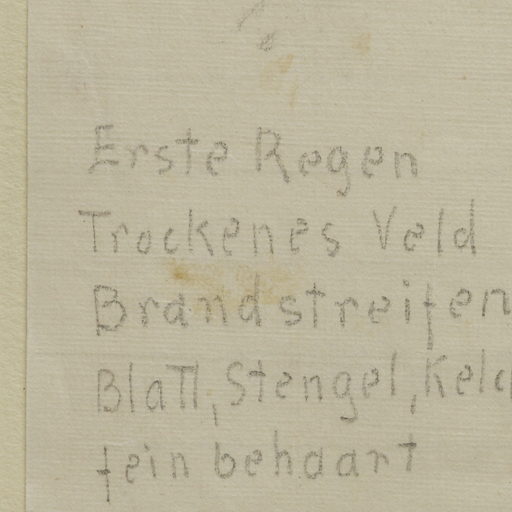 Erste Regen
Trockenes Veld
Brandstreifen
Blatt, Stengel,
fein behaart